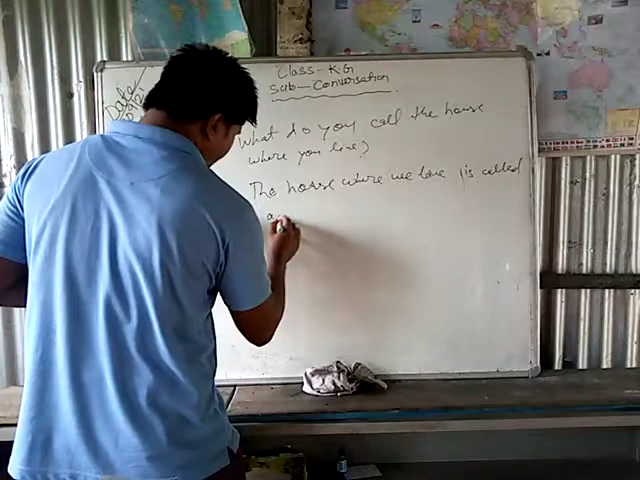 Class - K.G
Sub - Conversation
Date
What do you call the house
where you live?
The house where we live is called
a